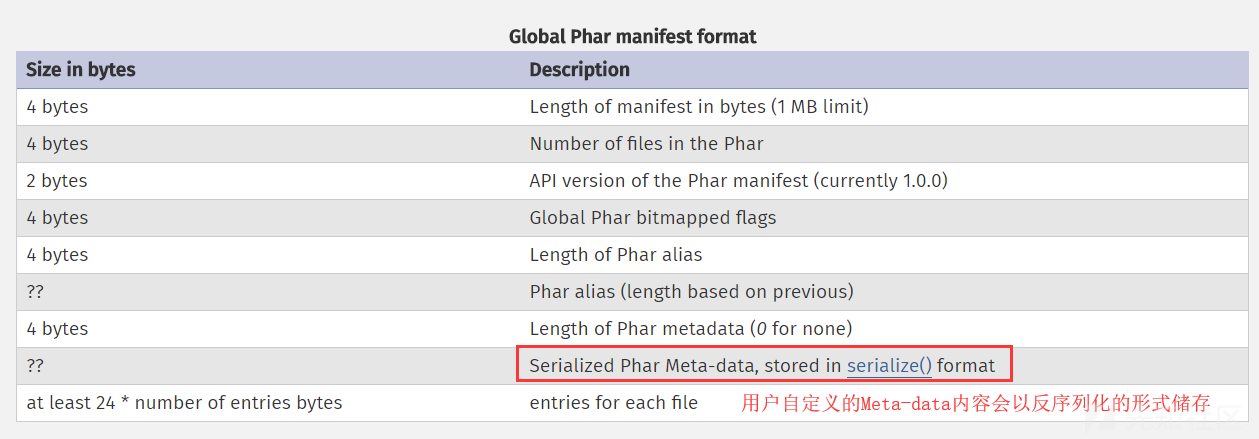 Global Phar manifest format
Size in bytes Description
4 bytes Length of manifest in bytes (1 MB limit)
4 bytes Number of files in the Phar
2 bytes API version of the Phar manifest (currently 1.0.0)
4 bytes Global Phar bitmapped flags
4 bytes Length of Phar alias
?? Phar alias (length based on previous)
4 bytes Length of Phar metadata (0 for none)
?? Serialized Phar Meta-data, stored in serialize() format
at least 24 * number of entries bytes entries for each file 用户自定义的Meta-data内容会以反序列化的形式储存